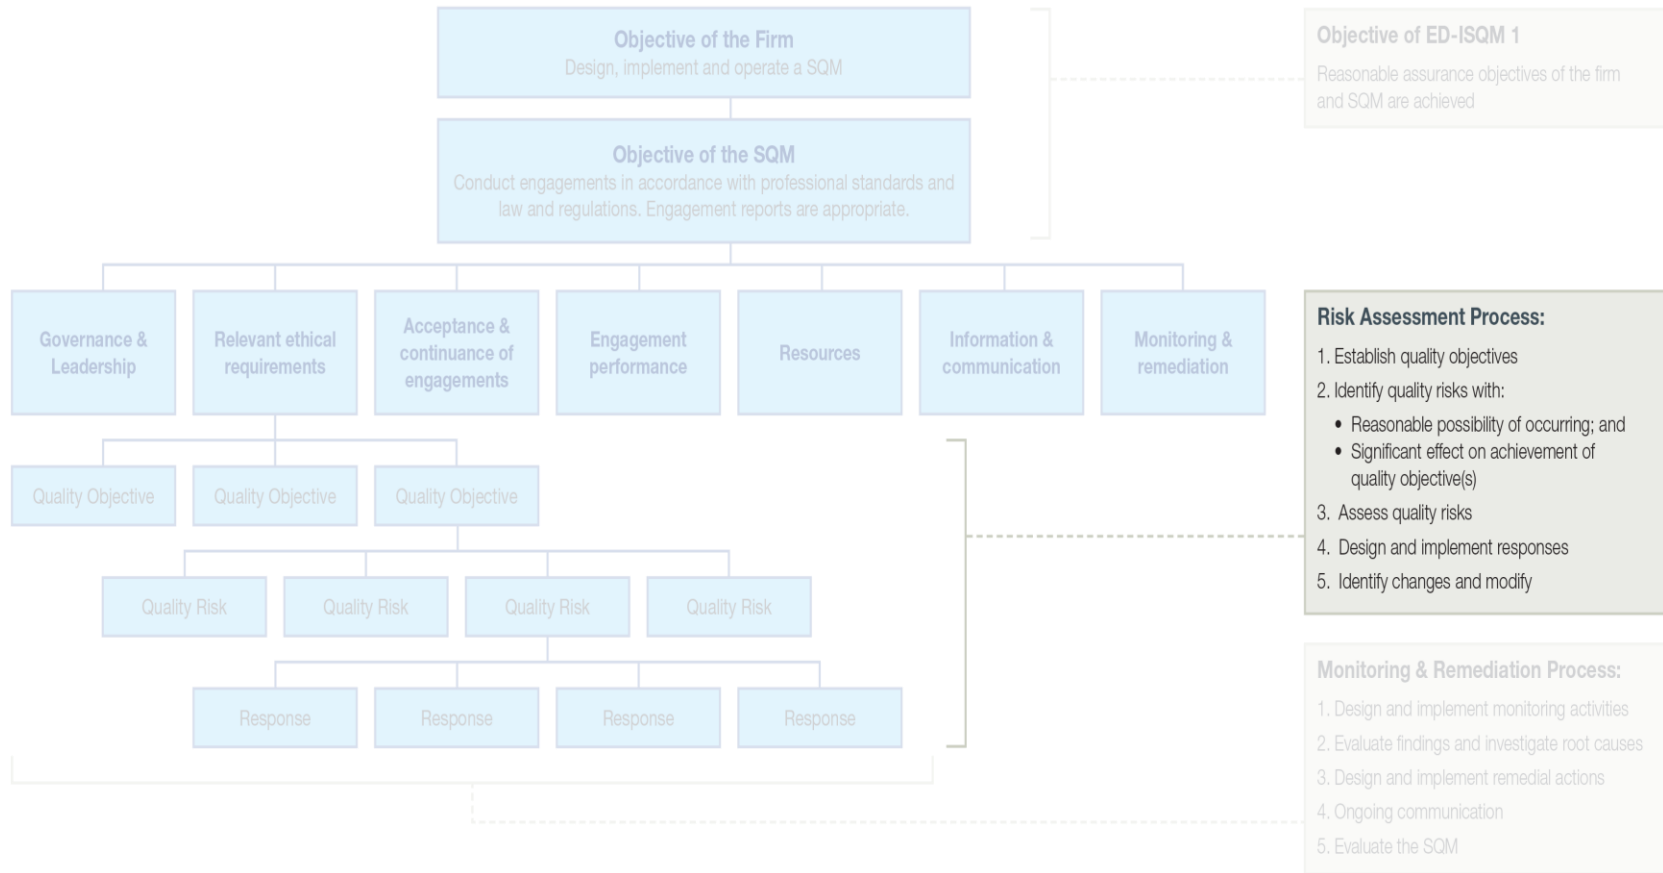 Objective of the Firm
Design, implement and operate a SQM
Objective of ED-ISQM 1
Reasonable assurance objectives of the firm
and SQM are achieved
Objective of the SQM
Conduct engagements in accordance with professional standards and
law and regulations. Engagement reports are appropriate.
Governance &
Leadership
Relevant ethical
requirements
Acceptance &
continuance of
engagements
Engagement
performance
Resources
Information &
communication
Monitoring &
remediation
Risk Assessment Process:
1. Establish quality objectives
2. Identify quality risks with:
• Reasonable possibility of occurring; and
• Significant effect on achievement of
quality objective(s)
3. Assess quality risks
4. Design and implement responses
5. Identify changes and modify
Quality Objective
Quality Objective
Quality Objective
Quality Risk
Quality Risk
Quality Risk
Quality Risk
Response
Response
Response
Response
Monitoring & Remediation Process:
1. Design and implement monitoring activities
2. Evaluate findings and investigate root causes
3. Design and implement remedial actions
4. Ongoing communication
5. Evaluate the SQM